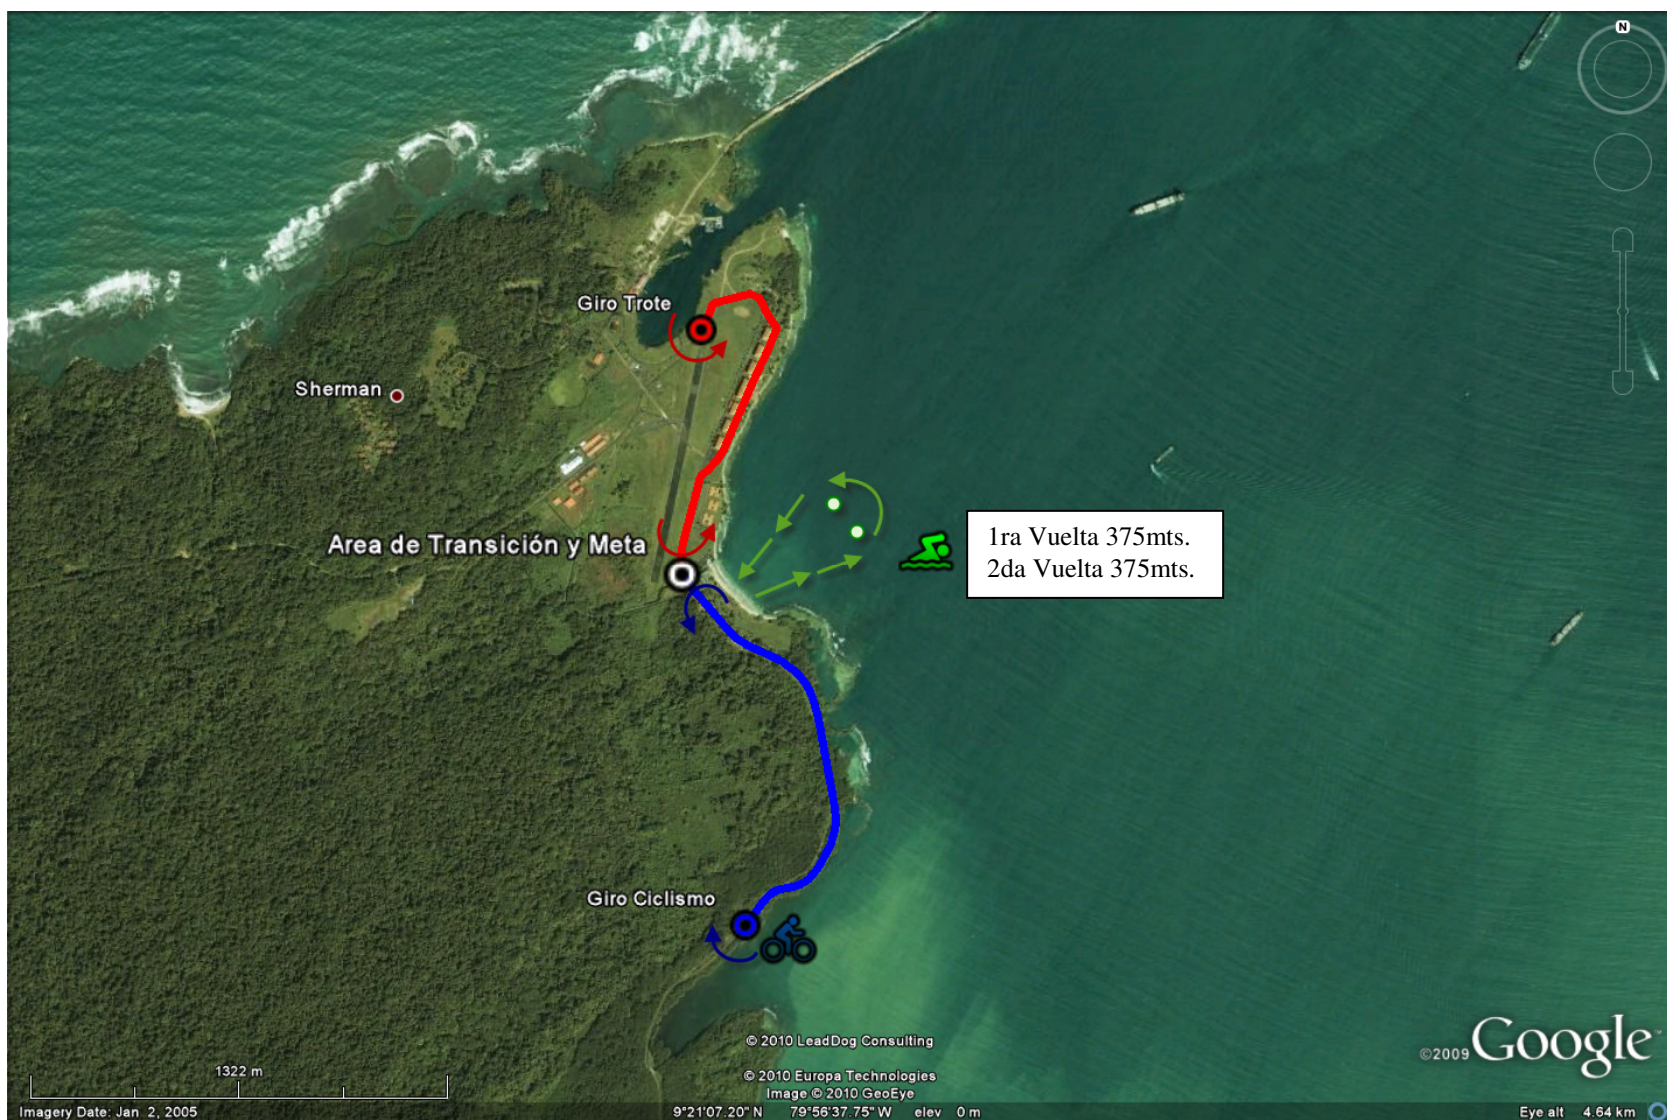 N
Giro Trote
Sherman
Area de Transición y Meta
1ra Vuelta 375mts.
2da Vuelta 375mts.
Giro Ciclismo
©2009 Google
© 2010 LeadDog Consulting
1322 m
© 2010 Europa Technologies
Image © 2010 GeoEye
Imagery Date: Jan 2, 2005
9°21'07.20" N 79°56'37.75" W elev 0 m
Eye alt 4.64 km